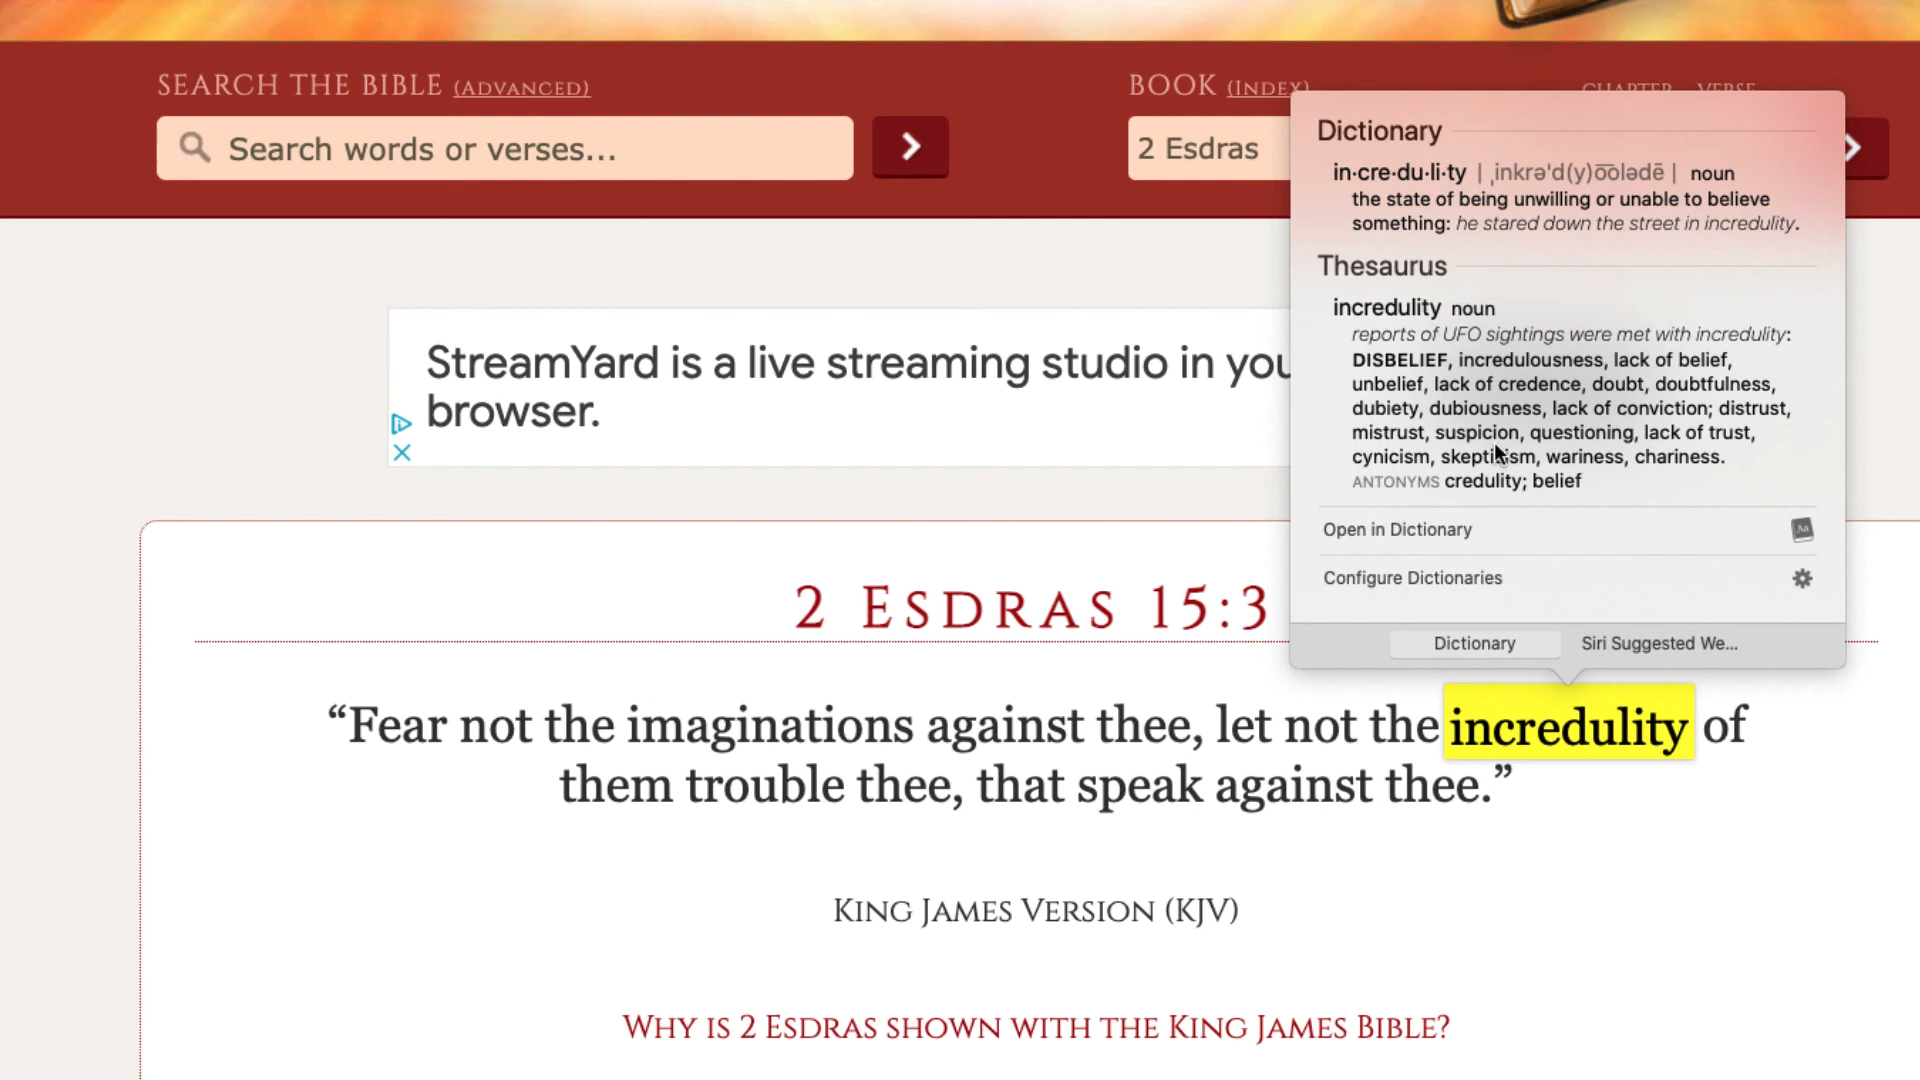 SEARCH THE BIBLE (ADVANCED)
Search words or verses...
BOOK (INDEX)
2 Esdras
CHAPTER VERSE
Dictionary
in·cre·du·li·ty | ˌinkrəˈd(y)o͞olədē | noun
the state of being unwilling or unable to believe
something: he stared down the street in incredulity.
Thesaurus
incredulity noun
reports of UFO sightings were met with incredulity:
DISBELIEF, incredulousness, lack of belief,
unbelief, lack of credence, doubt, doubtfulness,
dubiety, dubiousness, lack of conviction; distrust,
mistrust, suspicion, questioning, lack of trust,
cynicism, skepticism, wariness, chariness.
ANTONYMS credulity; belief
Open in Dictionary
Aa
Configure Dictionaries
Dictionary
Siri Suggested We...
StreamYard is a live streaming studio in you
browser.
2 ESDRAS 15:3
“Fear not the imaginations against thee, let not the incredulity of
them trouble thee, that speak against thee.”
KING JAMES VERSION (KJV)
WHY IS 2 ESDRAS SHOWN WITH THE KING JAMES BIBLE?